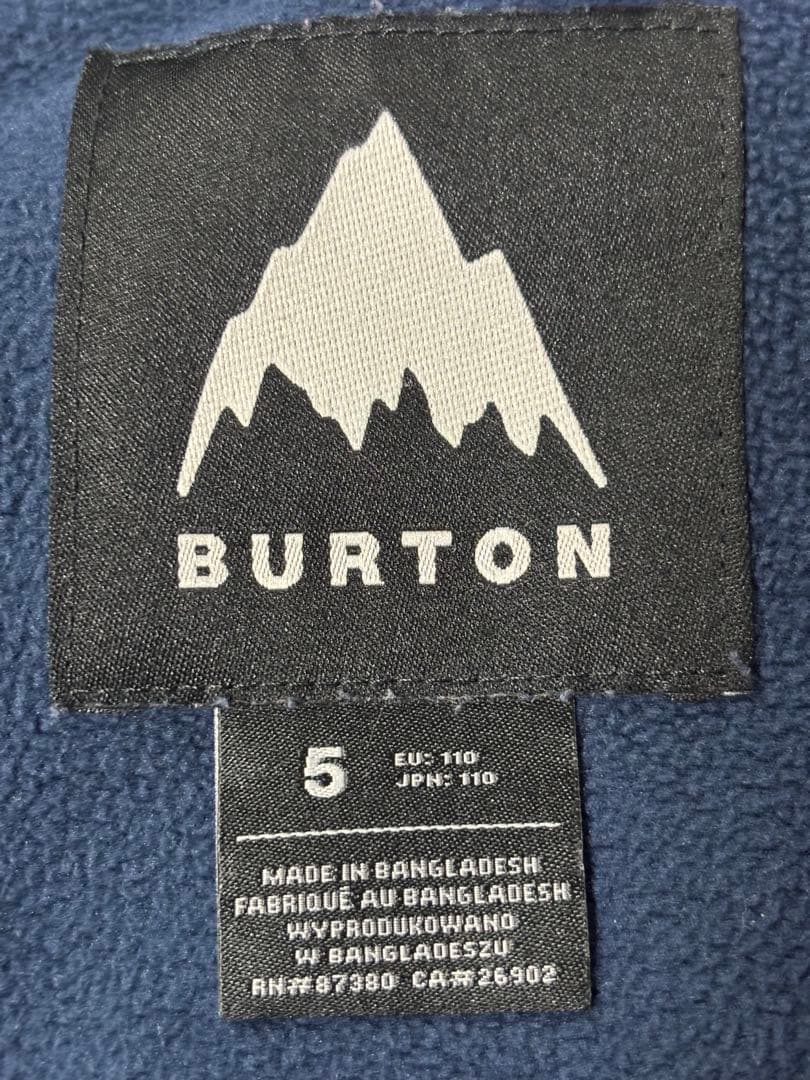 BURTON
5 EU: 110
JPN: 110
MADE IN BANGLADESH
FABRIQUÉ AU BANGLADESH
WYPRODUKOWANO
W BANGLADESZU
RN#87380 CA#26902